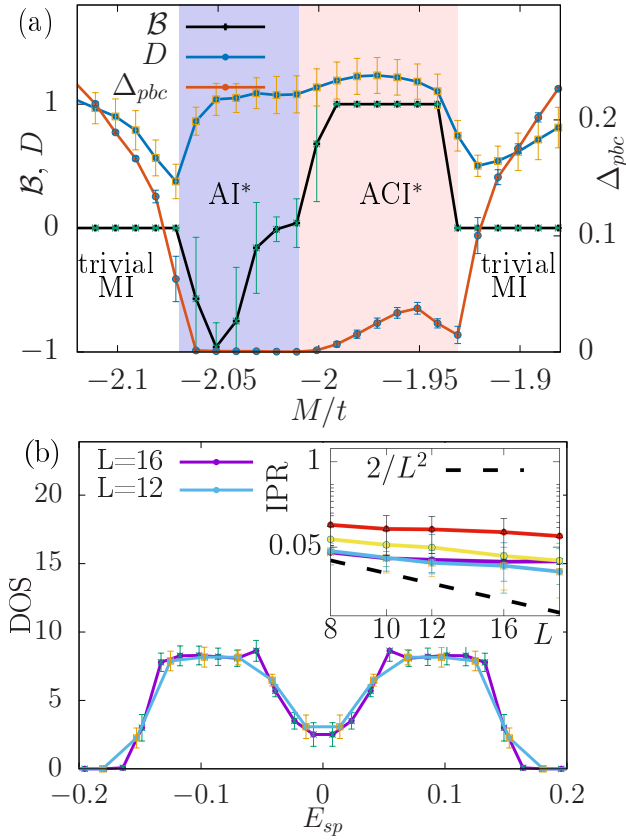 (a)
ℬ
D
Δ_pbc
1
0
−1
ℬ, D
0.2
0.1
0
Δ_pbc
AI*
ACI*
trivial
MI
trivial
MI
−2.1
−2.05
−2
−1.95
−1.9
M/t
(b)
L=16
L=12
20
15
10
5
0
DOS
−0.2
−0.1
0
0.1
0.2
E_sp
2/L²
1
0.05
IPR
8
10
12
16
L